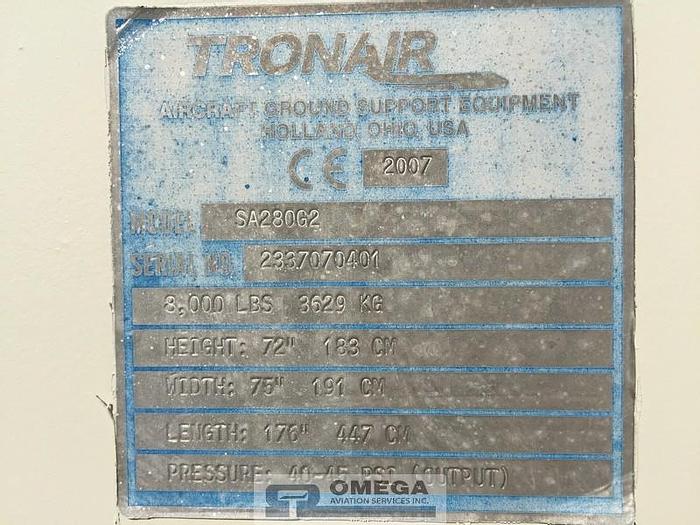 TRONAIR
AIRCRAFT GROUND SUPPORT EQUIPMENT
HOLLAND, OHIO, USA
CE 2007
MODEL SA280G2
SERIAL NO. 2337070401
8,000 LBS 3629 KG
HEIGHT: 72" 183 CM
WIDTH: 75" 191 CM
LENGTH: 176" 447 CM
PRESSURE: 40-45 PSI (OUTPUT)
OMEGA
AVIATION SERVICES INC.